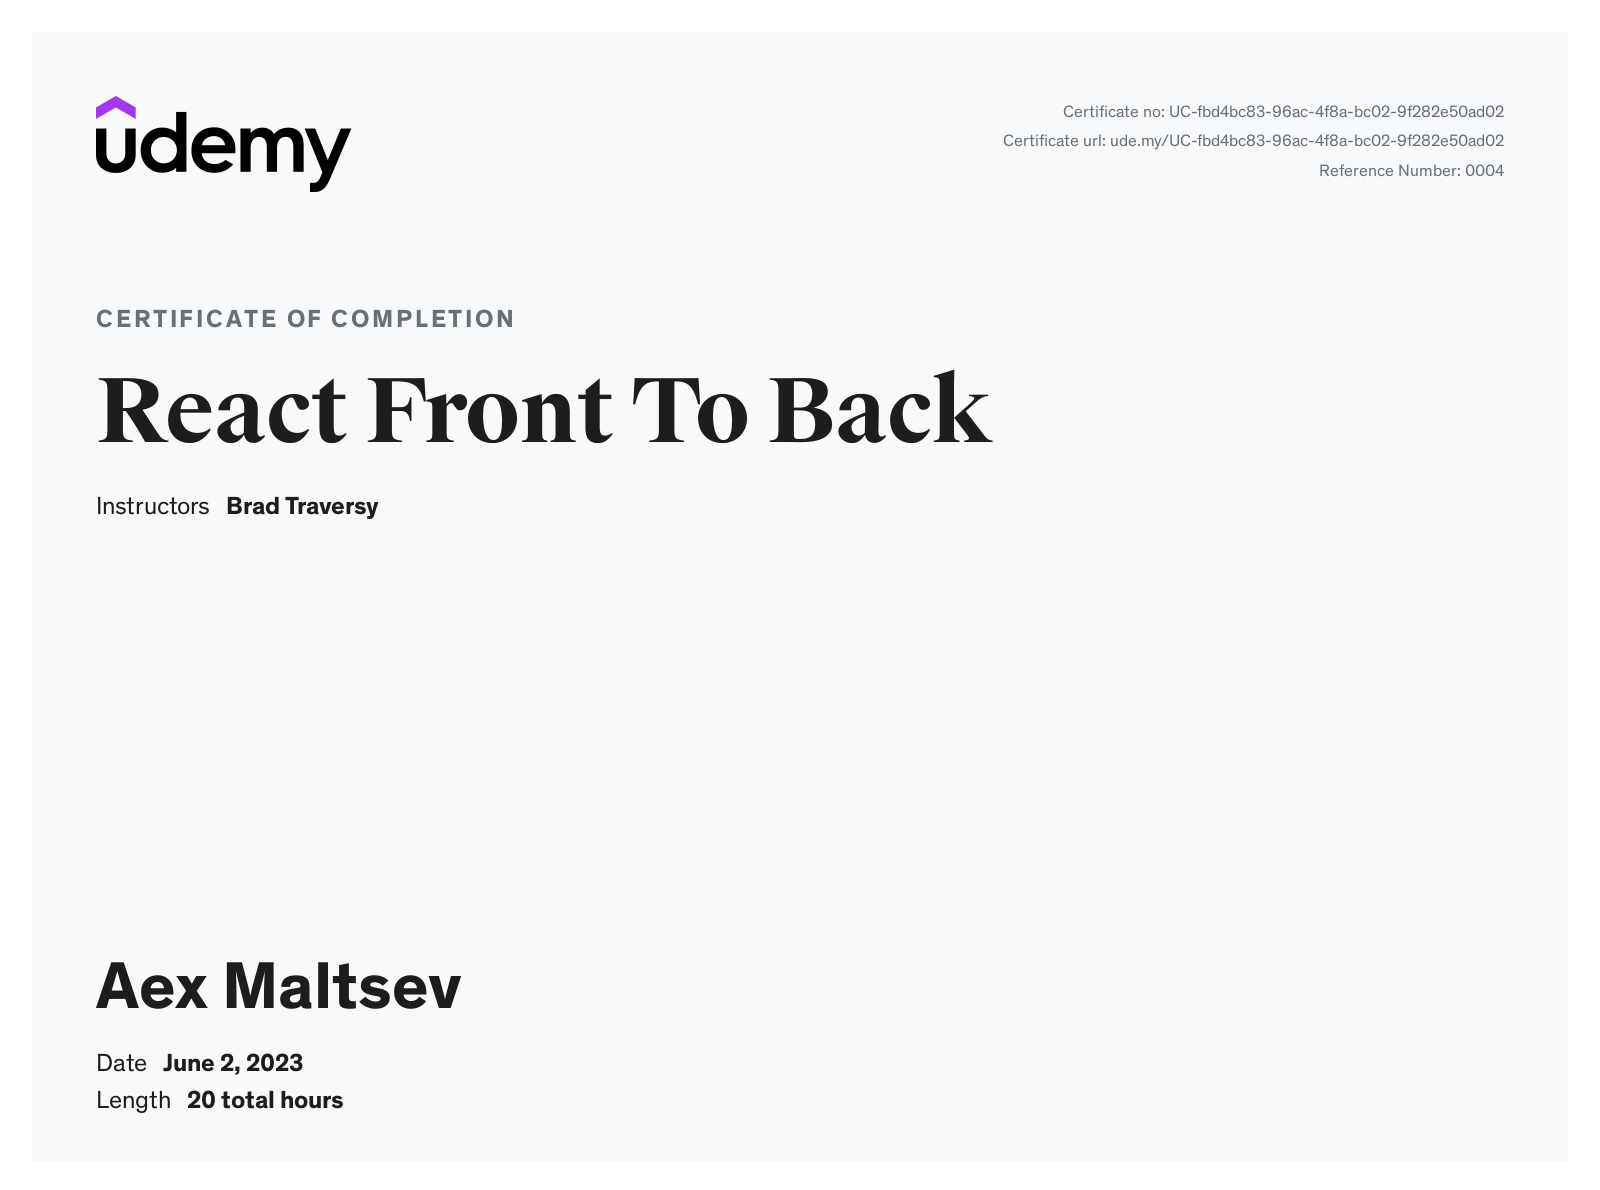 udemy
Certificate no: UC-fbd4bc83-96ac-4f8a-bc02-9f282e50ad02
Certificate url: ude.my/UC-fbd4bc83-96ac-4f8a-bc02-9f282e50ad02
Reference Number: 0004
CERTIFICATE OF COMPLETION
React Front To Back
Instructors Brad Traversy
Aex Maltsev
Date June 2, 2023
Length 20 total hours